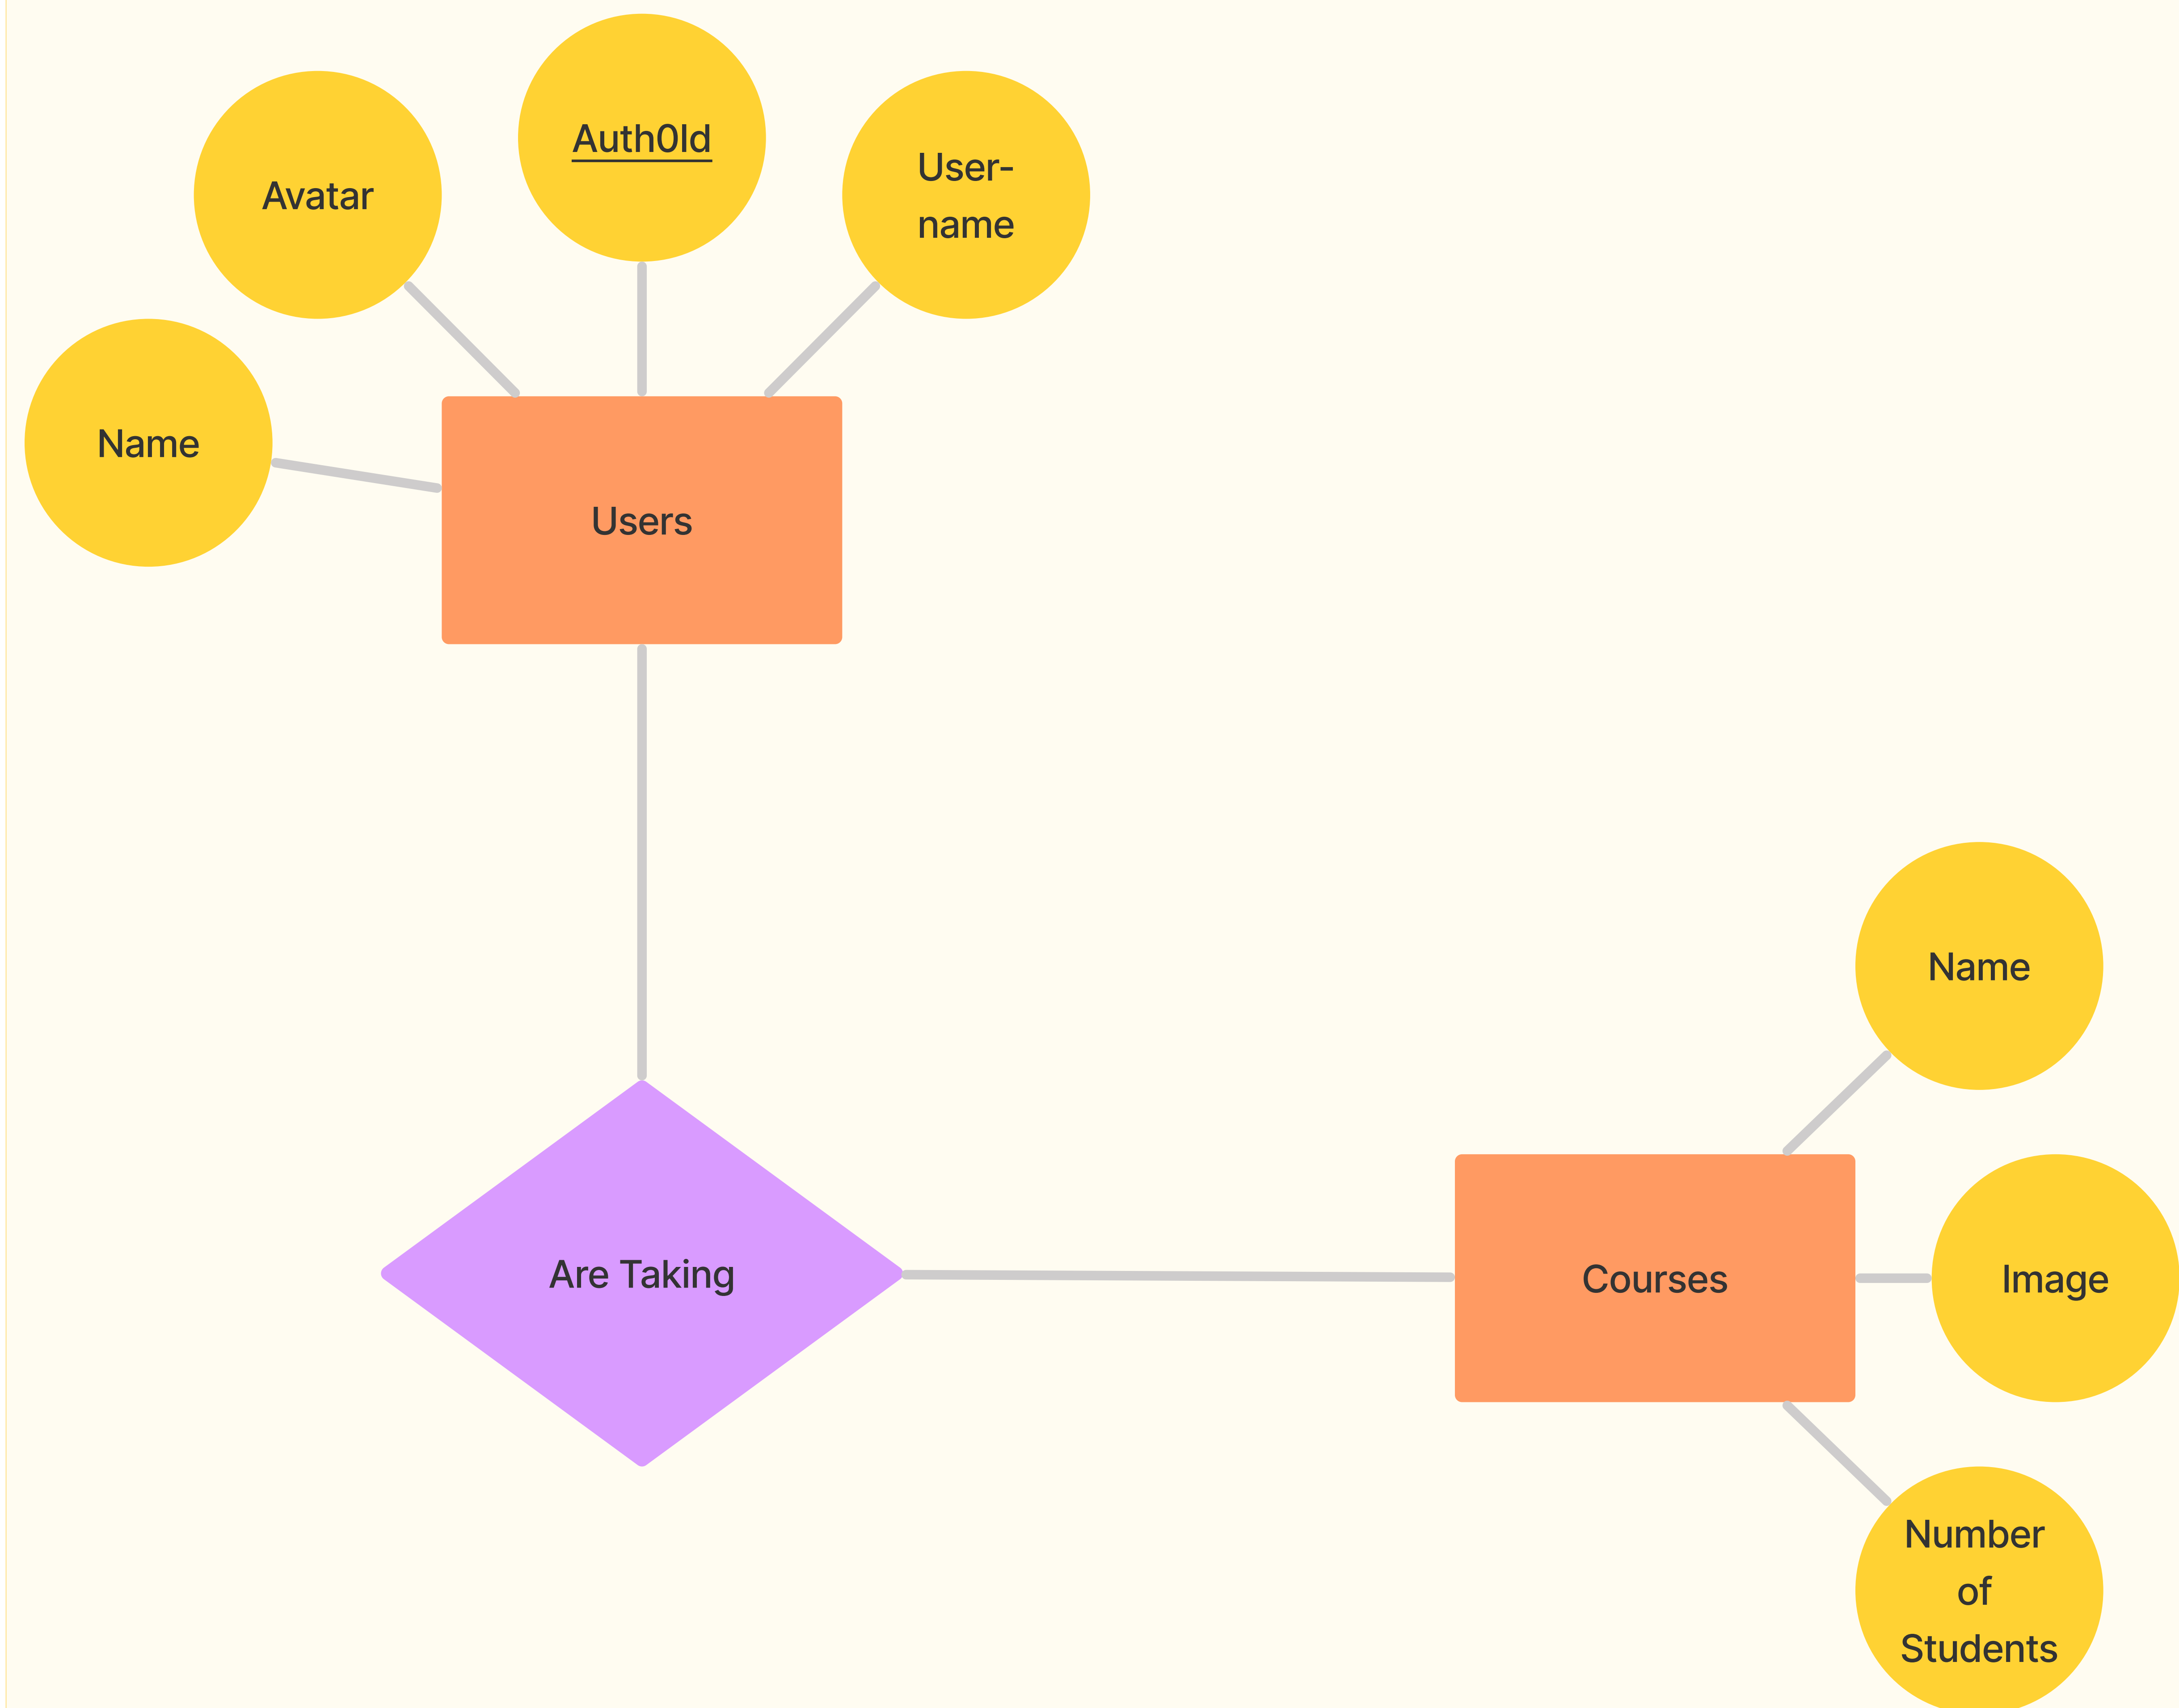 Auth0Id
Avatar
User-
name
Name
Users
Name
Are Taking
Courses
Image
Number
of
Students